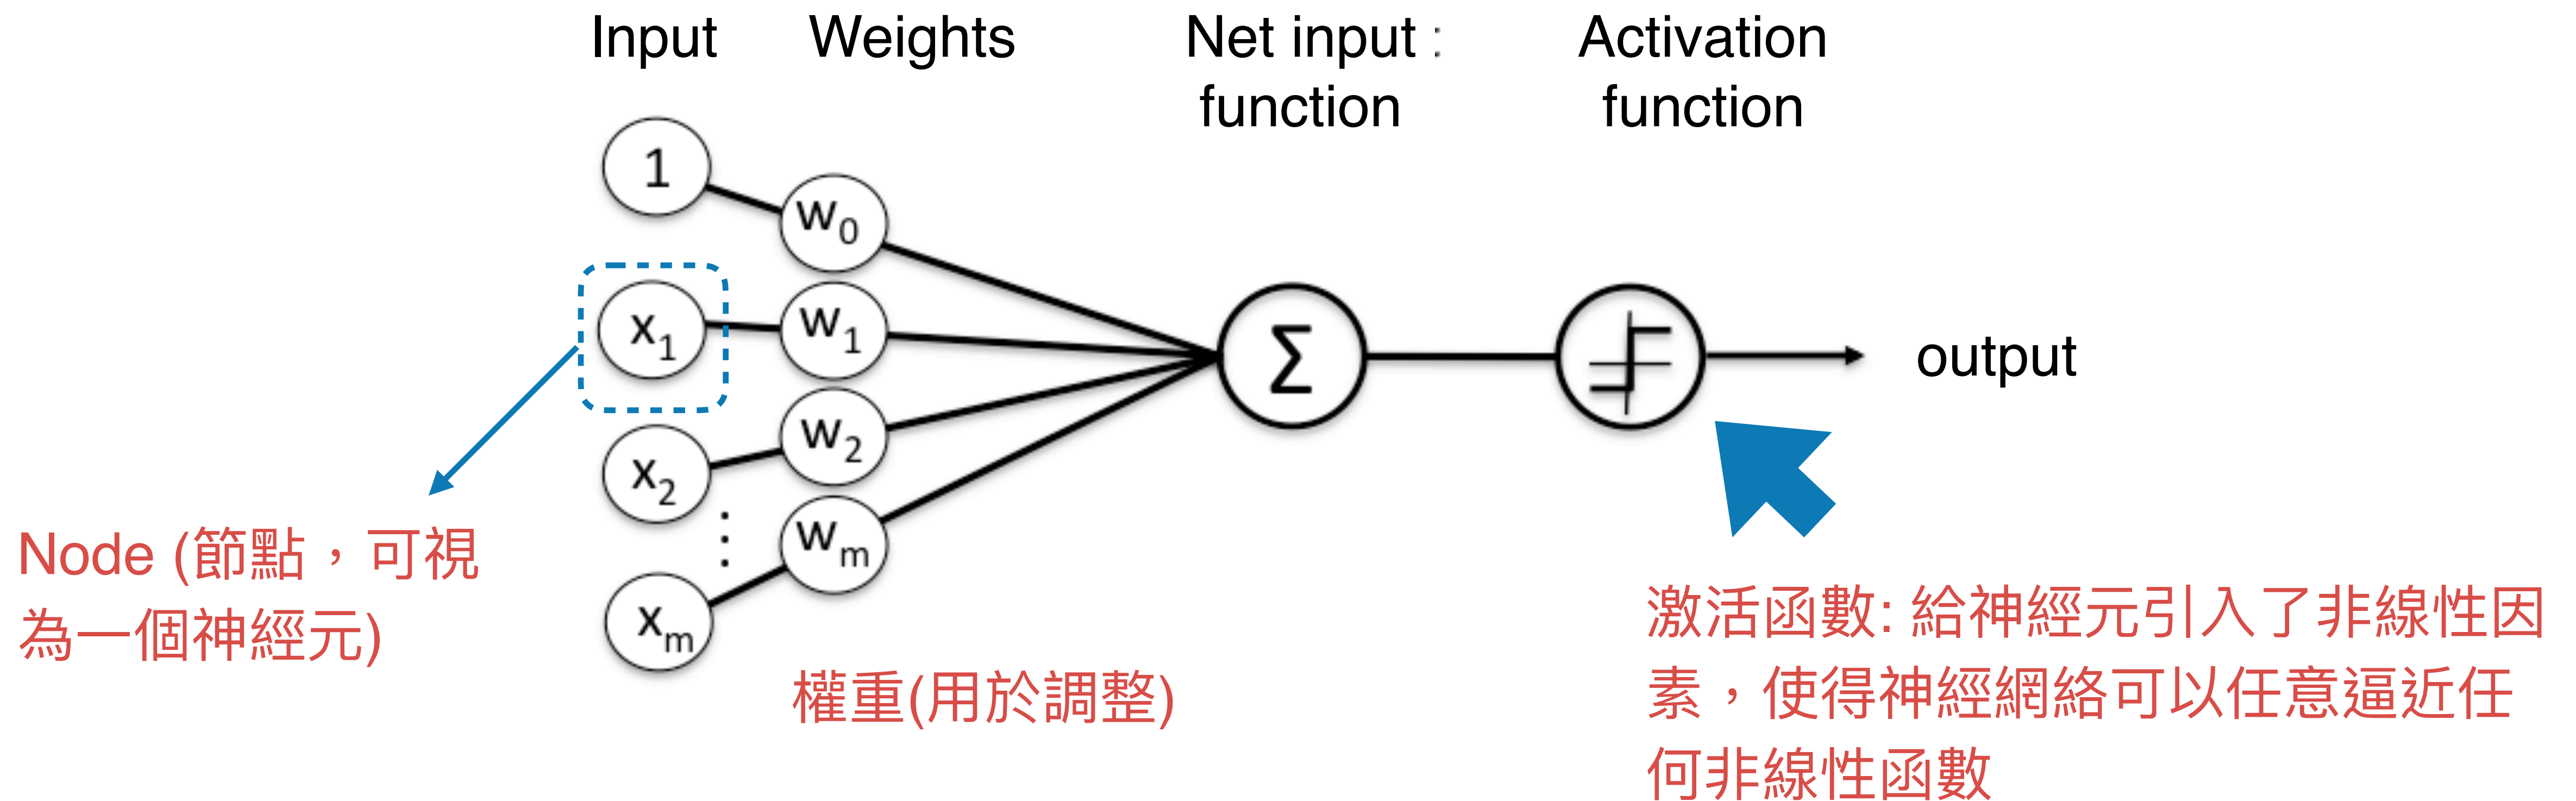 Input
Weights
Net input :
function
Activation
function
1
w0
x1
w1
x2
w2
⋮
xm
wm
Σ
output
Node (節點，可視
為一個神經元)
權重(用於調整)
激活函數: 給神經元引入了非線性因
素，使得神經網絡可以任意逼近任
何非線性函數